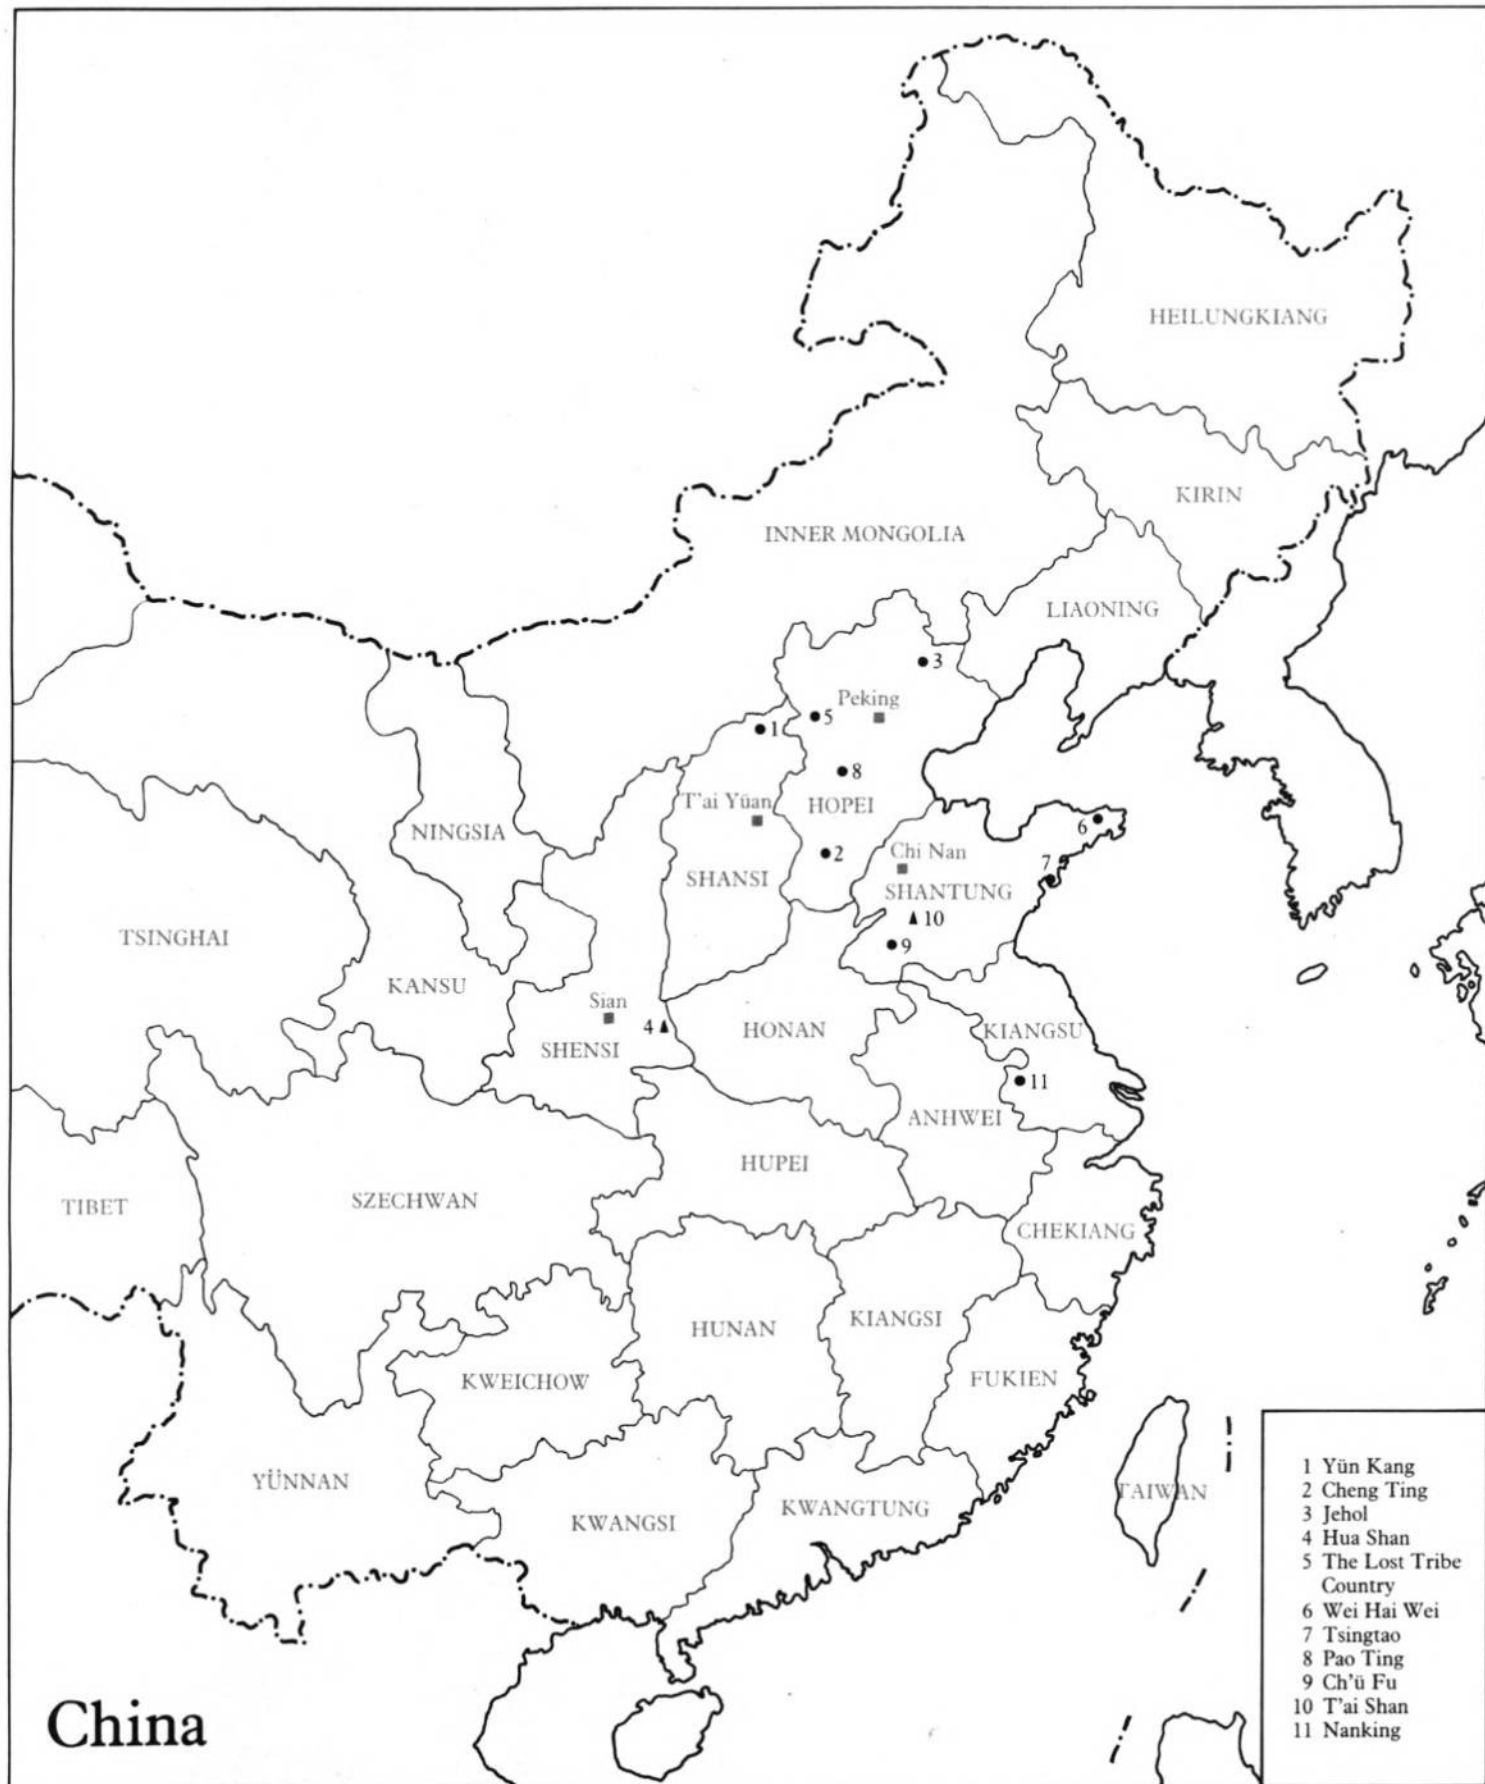 HEILUNGKIANG
KIRIN
INNER MONGOLIA
LIAONING
3
Peking
5
1
8
T'ai Yüan
HOPEI
6
NINGSIA
2
Chi Nan
7
SHANSI
SHANTUNG
10
TSINGHAI
9
KANSU
Sian
4
HONAN
KIANGSU
SHENSI
11
ANHWEI
HUPEI
SZECHWAN
TIBET
CHEKIANG
KIANGSI
HUNAN
KWEICHOW
FUKIEN
YÜNNAN
TAIWAN
KWANGTUNG
KWANGSI
1 Yün Kang
2 Cheng Ting
3 Jehol
4 Hua Shan
5 The Lost Tribe
Country
6 Wei Hai Wei
7 Tsingtao
8 Pao Ting
9 Ch'ü Fu
10 T'ai Shan
11 Nanking
China